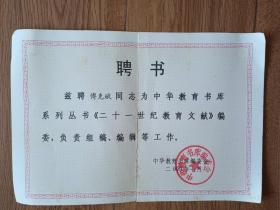 聘书
兹聘傅克斌同志为中华教育书库
系列丛书《二十一世纪教育文献》编
委，负责组稿、编辑等工作。
中华教育
二